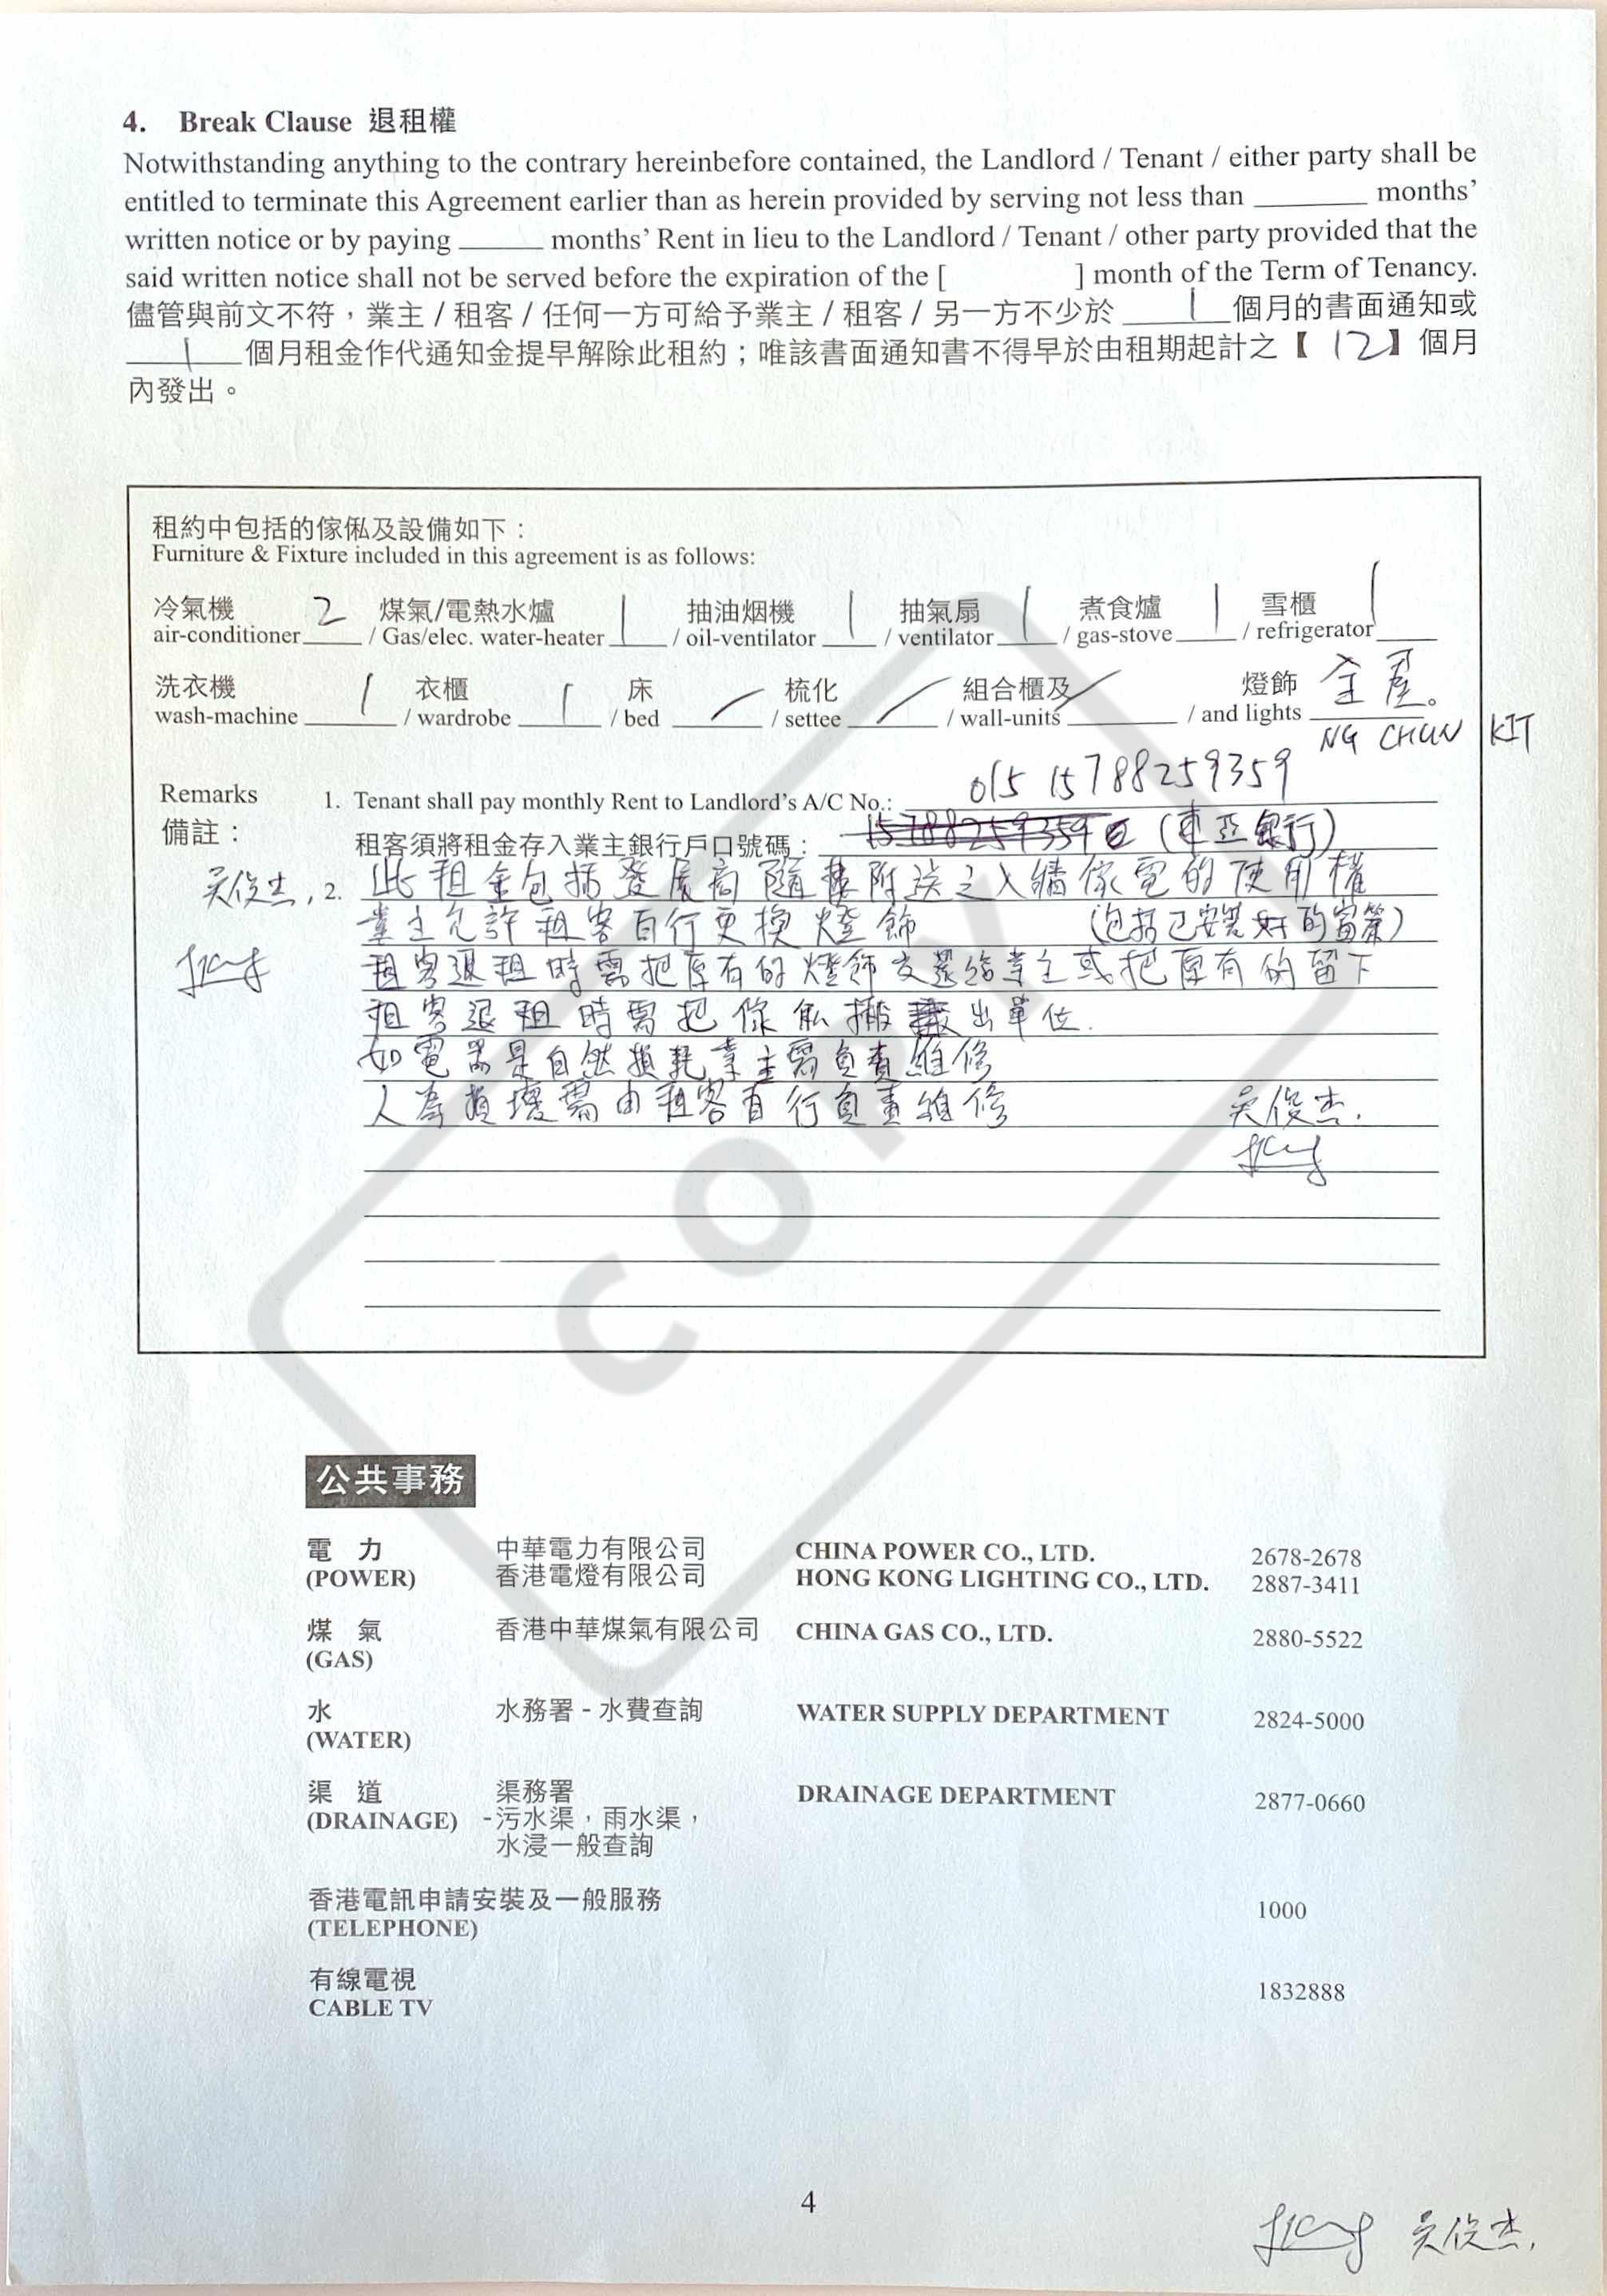 4. Break Clause 退租權
Notwithstanding anything to the contrary hereinbefore contained, the Landlord / Tenant / either party shall be
entitled to terminate this Agreement earlier than as herein provided by serving not less than ________ months'
written notice or by paying ______ months' Rent in lieu to the Landlord / Tenant / other party provided that the
said written notice shall not be served before the expiration of the [ ] month of the Term of Tenancy.
儘管與前文不符，業主 / 租客 / 任何一方可給予業主 / 租客 / 另一方不少於 1 個月的書面通知或
1 個月租金作代通知金提早解除此租約；唯該書面通知書不得早於由租期起計之【 12 】個月
內發出。
租約中包括的傢俬及設備如下：
Furniture & Fixture included in this agreement is as follows:
冷氣機 2 煤氣/電熱水爐 1 抽油烟機 1 抽氣扇 1 煮食爐 1 雪櫃 1
air-conditioner / Gas/elec. water-heater / oil-ventilator / ventilator / gas-stove / refrigerator
洗衣機 1 衣櫃 1 床 / 梳化 / 組合櫃及 / 燈飾 全屋。
wash-machine / wardrobe / bed / settee / wall-units / and lights
NG CHUN KIT
Remarks 1. Tenant shall pay monthly Rent to Landlord's A/C No.: 015 15788259359
備註： 租客須將租金存入業主銀行戶口號碼： 15788259359 (東亞銀行)
吳俊杰, 2. 此租金包括發展商隨樓附送之入牆傢電的使用權
業主允許租客自行更換燈飾 (包括已安裝好的窗簾)
租客退租時需把原有的燈飾交還給業主或把原有的留下
租客退租時需把傢俬搬出單位.
如電器是自然損耗業主需負責維修
人為損壞需由租客自行負責維修 吳俊杰.
公共事務
電 力 中華電力有限公司 CHINA POWER CO., LTD. 2678-2678
(POWER) 香港電燈有限公司 HONG KONG LIGHTING CO., LTD. 2887-3411
煤 氣 香港中華煤氣有限公司 CHINA GAS CO., LTD. 2880-5522
(GAS)
水 水務署 - 水費查詢 WATER SUPPLY DEPARTMENT 2824-5000
(WATER)
渠 道 渠務署 DRAINAGE DEPARTMENT 2877-0660
(DRAINAGE) -污水渠，雨水渠，
水浸一般查詢
香港電訊申請安裝及一般服務 1000
(TELEPHONE)
有線電視 1832888
CABLE TV
COPY
4
吳俊杰,